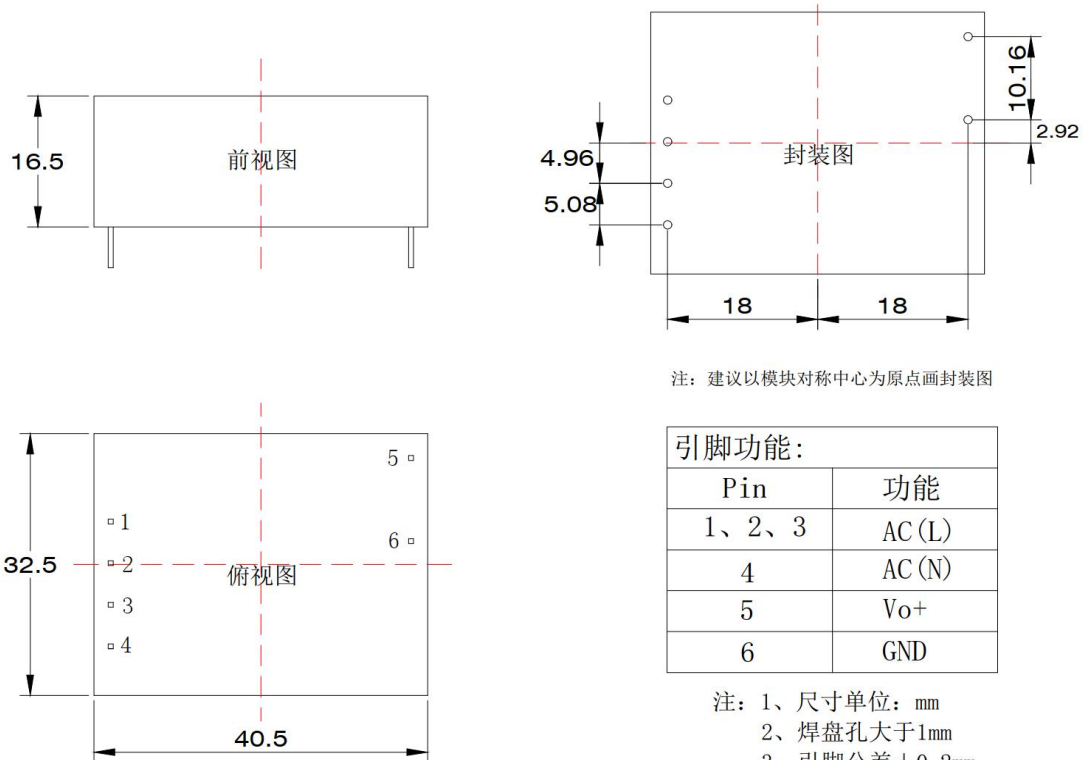 16.5
前视图
4.96
5.08
10.16
2.92
封装图
18
18
注: 建议以模块对称中心为原点画封装图
32.5
1
2
3
4
5
6
俯视图
40.5
引脚功能:
Pin 功能
1、2、3 AC(L)
4 AC(N)
5 Vo+
6 GND
注: 1、尺寸单位: mm
2、焊盘孔大于1mm